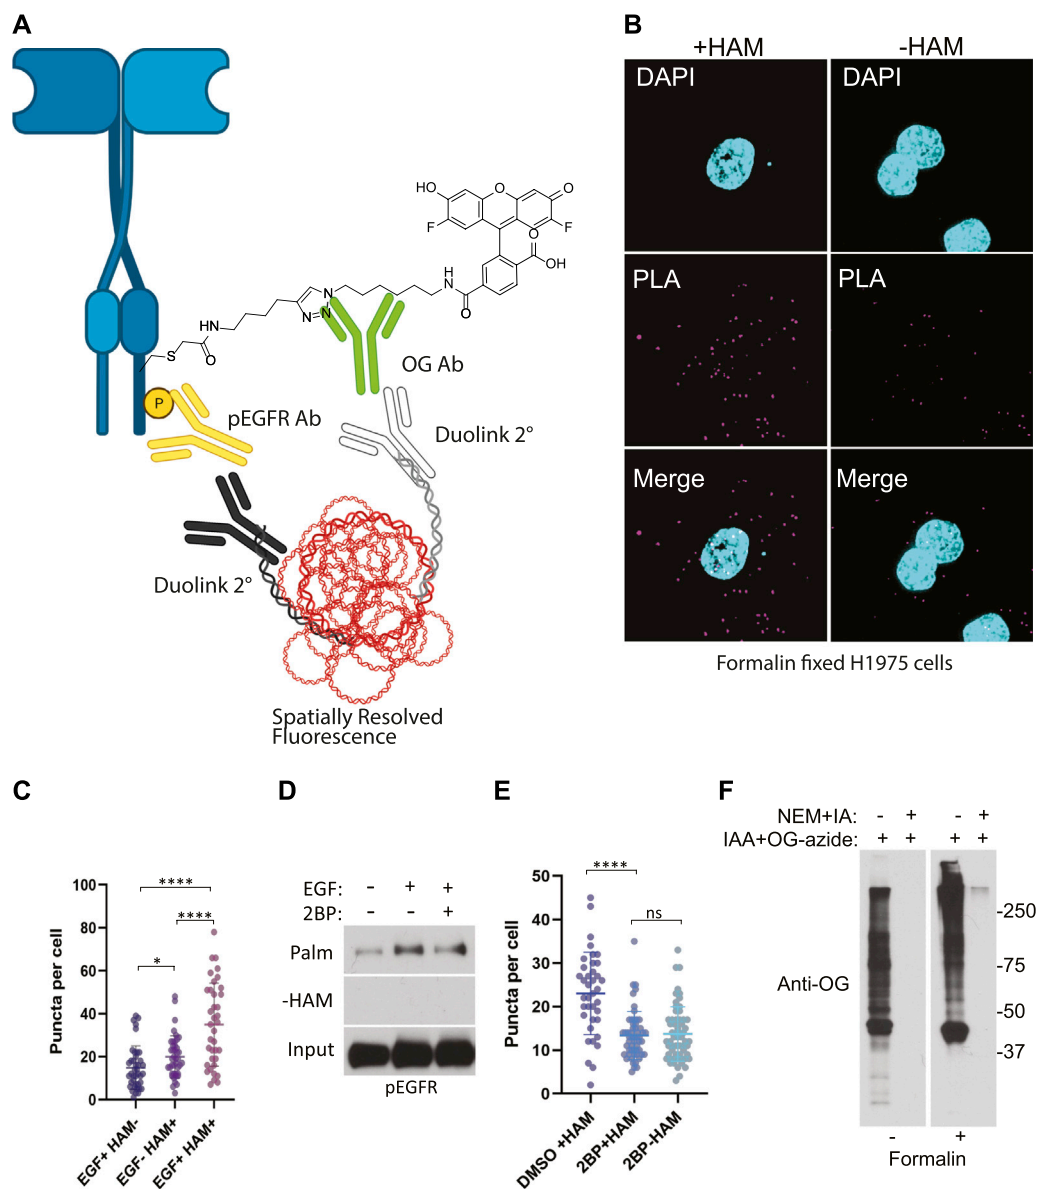 A
HO
O
O
F
F
O
OH
H
N
O
N
N
N
HN
S
O
OG Ab
P
pEGFR Ab
Duolink 2°
Duolink 2°
Spatially Resolved
Fluorescence
B
+HAM
-HAM
DAPI
DAPI
PLA
PLA
Merge
Merge
Formalin fixed H1975 cells
C
Puncta per cell
100
80
60
40
20
0
****
****
*
EGF+ HAM-
EGF- HAM+
EGF+ HAM+
D
EGF: - + +
2BP: - - +
Palm
-HAM
Input
pEGFR
E
Puncta per cell
50
40
30
20
10
0
****
ns
DMSO +HAM
2BP+HAM
2BP-HAM
F
NEM+IA: - + - +
IAA+OG-azide: + + + +
Anti-OG
-250
-75
-50
-37
- +
Formalin